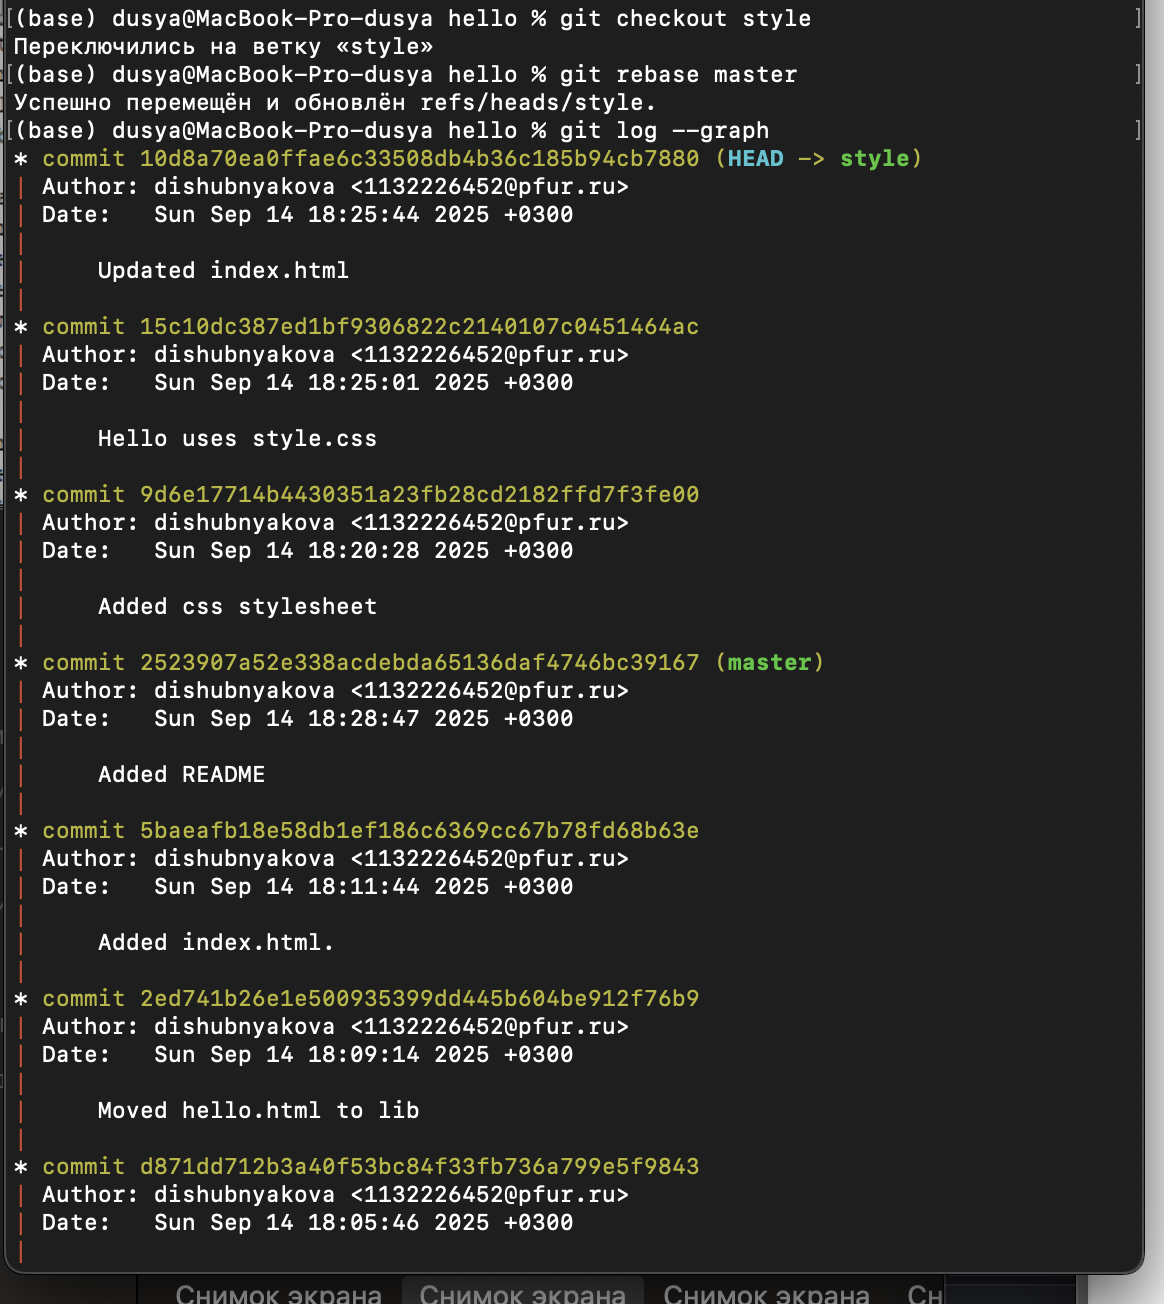 [(base) dusya@MacBook-Pro-dusya hello % git checkout style ]
Переключились на ветку «style»
[(base) dusya@MacBook-Pro-dusya hello % git rebase master ]
Успешно перемещён и обновлён refs/heads/style.
[(base) dusya@MacBook-Pro-dusya hello % git log --graph ]
* commit 10d8a70ea0ffae6c33508db4b36c185b94cb7880 (HEAD -> style)
| Author: dishubnyakova <1132226452@pfur.ru>
| Date:   Sun Sep 14 18:25:44 2025 +0300
|
|     Updated index.html
|
* commit 15c10dc387ed1bf9306822c2140107c0451464ac
| Author: dishubnyakova <1132226452@pfur.ru>
| Date:   Sun Sep 14 18:25:01 2025 +0300
|
|     Hello uses style.css
|
* commit 9d6e17714b4430351a23fb28cd2182ffd7f3fe00
| Author: dishubnyakova <1132226452@pfur.ru>
| Date:   Sun Sep 14 18:20:28 2025 +0300
|
|     Added css stylesheet
|
* commit 2523907a52e338acdebda65136daf4746bc39167 (master)
| Author: dishubnyakova <1132226452@pfur.ru>
| Date:   Sun Sep 14 18:28:47 2025 +0300
|
|     Added README
|
* commit 5baeafb18e58db1ef186c6369cc67b78fd68b63e
| Author: dishubnyakova <1132226452@pfur.ru>
| Date:   Sun Sep 14 18:11:44 2025 +0300
|
|     Added index.html.
|
* commit 2ed741b26e1e500935399dd445b604be912f76b9
| Author: dishubnyakova <1132226452@pfur.ru>
| Date:   Sun Sep 14 18:09:14 2025 +0300
|
|     Moved hello.html to lib
|
* commit d871dd712b3a40f53bc84f33fb736a799e5f9843
| Author: dishubnyakova <1132226452@pfur.ru>
| Date:   Sun Sep 14 18:05:46 2025 +0300
|
Снимок экрана Снимок экрана Снимок экрана Сн